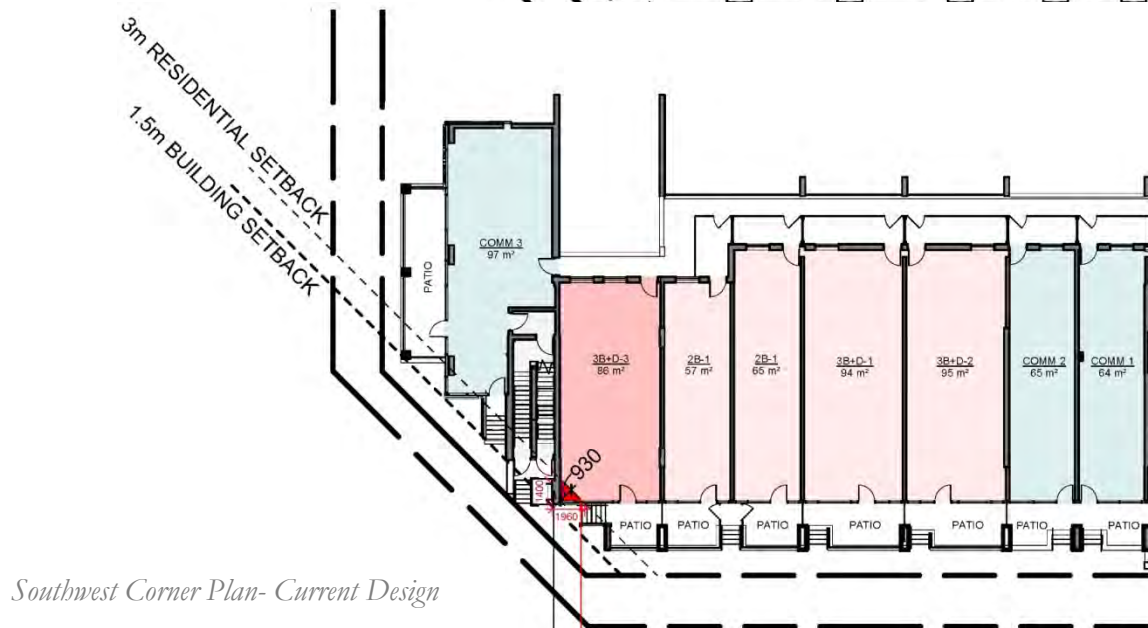 3m RESIDENTIAL SETBACK
1.5m BUILDING SETBACK
COMM 3
97 m²
PATIO
3B+D-3
86 m²
2B-1
57 m²
2B-1
65 m²
3B+D-1
94 m²
3B+D-2
95 m²
COMM 2
65 m²
COMM 1
64 m²
930
1400
1960
PATIO
PATIO
PATIO
PATIO
PATIO
PATIO
PATIO
Southwest Corner Plan- Current Design